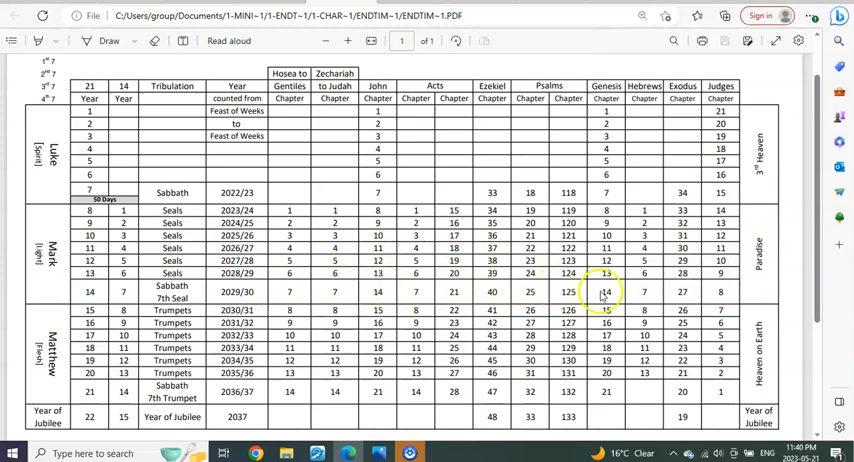 File C:/Users/group/Documents/1-MINI~1/1-ENDT~1/1-CHAR~1/ENDTIM~1/ENDTIM~1.PDF Sign in
Draw Read aloud 1 of 1
1st 7
2nd 7 Hosea to Zechariah
3rd 7 21 14 Tribulation Year Gentiles to Judah John Acts Ezekiel Psalms Genesis Hebrews Exodus Judges
4th 7 Year Year counted from Chapter Chapter Chapter Chapter Chapter Chapter Chapter Chapter Chapter Chapter Chapter Chapter
1 Feast of Weeks 1 1 21
2 to 2 2 20
3 Feast of Weeks 3 3 19
4 4 4 18
5 5 5 17
6 6 6 16
7 Sabbath 2022/23 7 33 18 118 7 34 15
50 Days
Luke
[Spirit]
3rd Heaven
8 1 Seals 2023/24 1 1 8 1 15 34 19 119 8 1 33 14
9 2 Seals 2024/25 2 2 9 2 16 35 20 120 9 2 32 13
10 3 Seals 2025/26 3 3 10 3 17 36 21 121 10 3 31 12
11 4 Seals 2026/27 4 4 11 4 18 37 22 122 11 4 30 11
12 5 Seals 2027/28 5 5 12 5 19 38 23 123 12 5 29 10
13 6 Seals 2028/29 6 6 13 6 20 39 24 124 13 6 28 9
14 7 Sabbath 2029/30 7 7 14 7 21 40 25 125 14 7 27 8
7th Seal
Mark
[Light]
Paradise
15 8 Trumpets 2030/31 8 8 15 8 22 41 26 126 15 8 26 7
16 9 Trumpets 2031/32 9 9 16 9 23 42 27 127 16 9 25 6
17 10 Trumpets 2032/33 10 10 17 10 24 43 28 128 17 10 24 5
18 11 Trumpets 2033/34 11 11 18 11 25 44 29 129 18 11 23 4
19 12 Trumpets 2034/35 12 12 19 12 26 45 30 130 19 12 22 3
20 13 Trumpets 2035/36 13 13 20 13 27 46 31 131 20 13 21 2
21 14 Sabbath 2036/37 14 14 21 14 28 47 32 132 21 20 1
7th Trumpet
Matthew
[Flesh]
Heaven on Earth
Year of Jubilee 22 15 Year of Jubilee 2037 48 33 133 19 Year of Jubilee
Type here to search 16°C Clear ENG 11:40 PM
2023-05-21